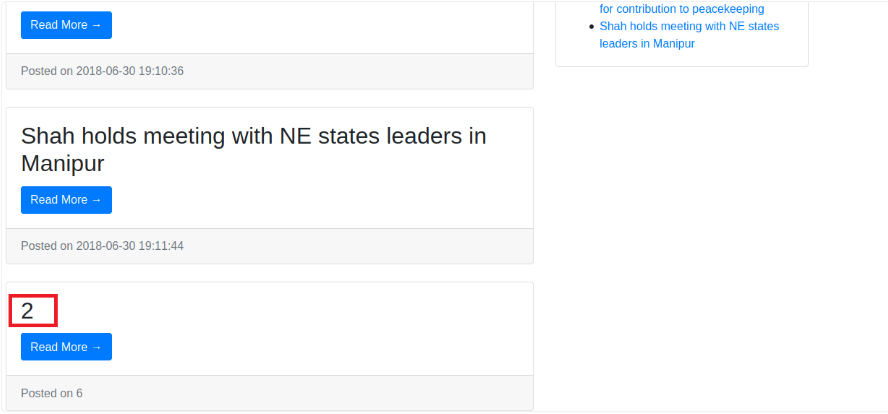 Read More →
Posted on 2018-06-30 19:10:36
Shah holds meeting with NE states leaders in
Manipur
Read More →
Posted on 2018-06-30 19:11:44
2
Read More →
Posted on 6
for contribution to peacekeeping
Shah holds meeting with NE states
leaders in Manipur